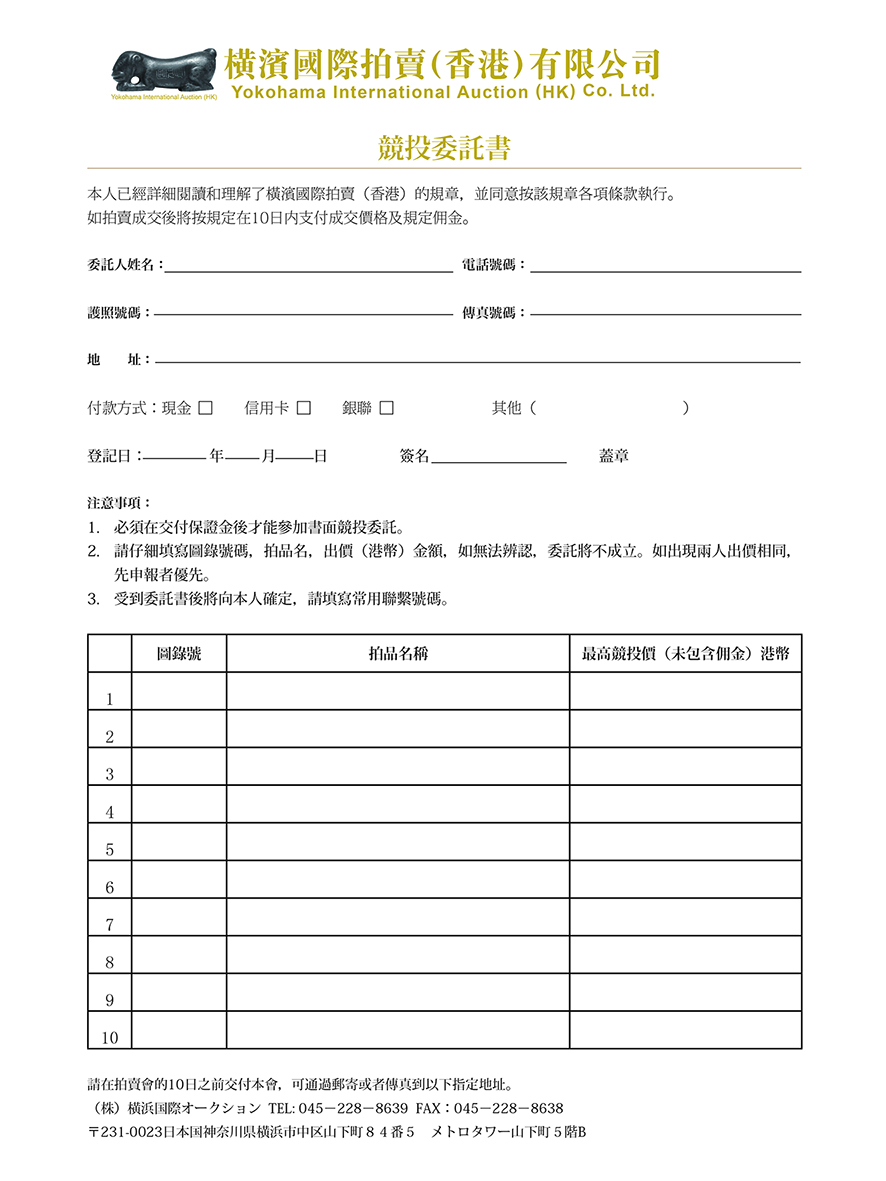 橫濱國際拍賣（香港）有限公司
Yokohama International Auction (HK) Co. Ltd.
Yokohama International Auction (HK)
競投委託書
本人已經詳細閱讀和理解了橫濱國際拍賣（香港）的規章，並同意按該規章各項條款執行。
如拍賣成交後將按規定在10日內支付成交價格及規定佣金。
委託人姓名：　電話號碼：
護照號碼：　傳真號碼：
地　　址：
付款方式：現金 □　信用卡 □　銀聯 □　其他（　　　）
登記日：　年　月　日　簽名　蓋章
注意事項：
1. 必須在交付保證金後才能參加書面競投委託。
2. 請仔細填寫圖錄號碼，拍品名，出價（港幣）金額，如無法辨認，委託將不成立。如出現兩人出價相同，
先申報者優先。
3. 受到委託書後將向本人確定，請填寫常用聯繫號碼。
圖錄號　拍品名稱　最高競投價（未包含佣金）港幣
1
2
3
4
5
6
7
8
9
10
請在拍賣會的10日之前交付本會，可通過郵寄或者傳真到以下指定地址。
（株）横浜国際オークション TEL: 045－228－8639 FAX：045－228－8638
〒231-0023日本国神奈川県横浜市中区山下町８４番５　メトロタワー山下町５階B